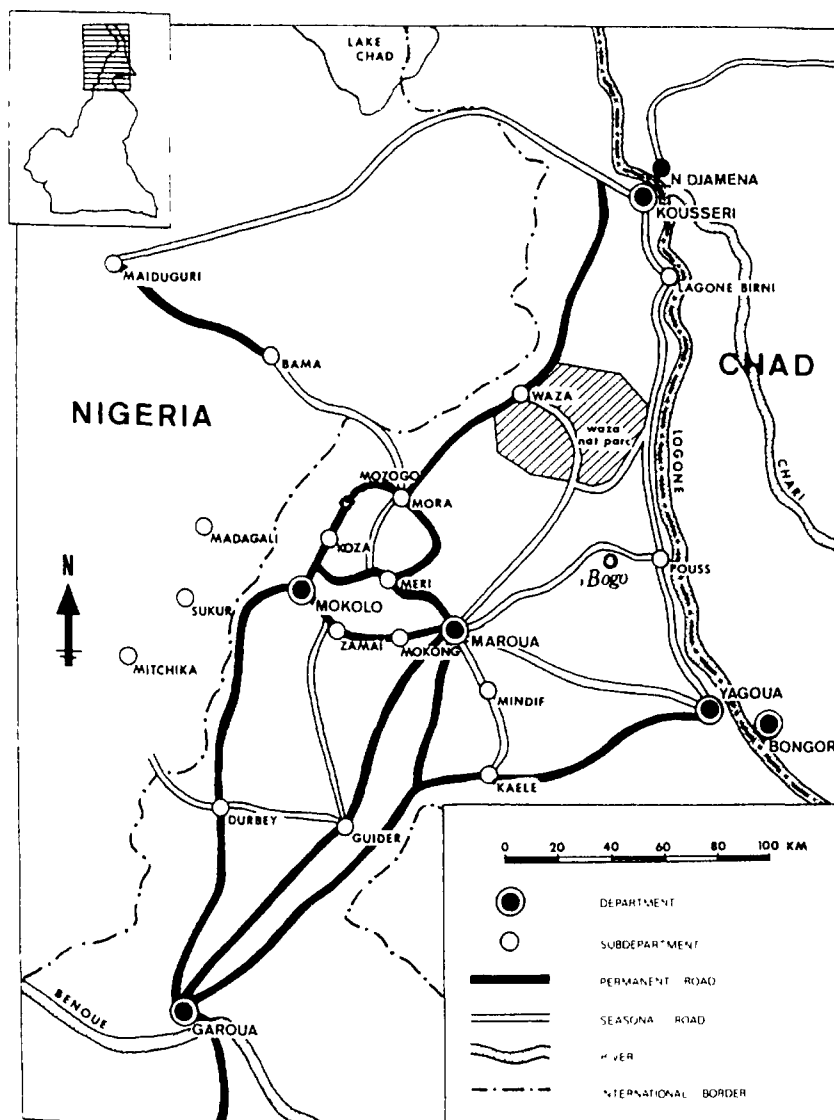 LAKE
CHAD
N DJAMENA
KOUSSERI
MAIDUGURI
LAGONE BIRNI
BAMA
CHAD
NIGERIA
WAZA
waza
nat parc
LOGONE
CHARI
MOZOGO
MORA
MADAGALI
KOZA
N
MERI
Bogo
POUSS
MOKOLO
SUKUR
MAROUA
ZAMAI
MOKONG
MITCHIKA
MINDIF
YAGOUA
BONGOR
KAELE
DURBEY
GUIDER
0 20 40 60 80 100 KM
DEPARTMENT
SUBDEPARTMENT
PERMANENT ROAD
SEASONA ROAD
BENOUE
GAROUA
R VER
NTERNATIONAL BORDER